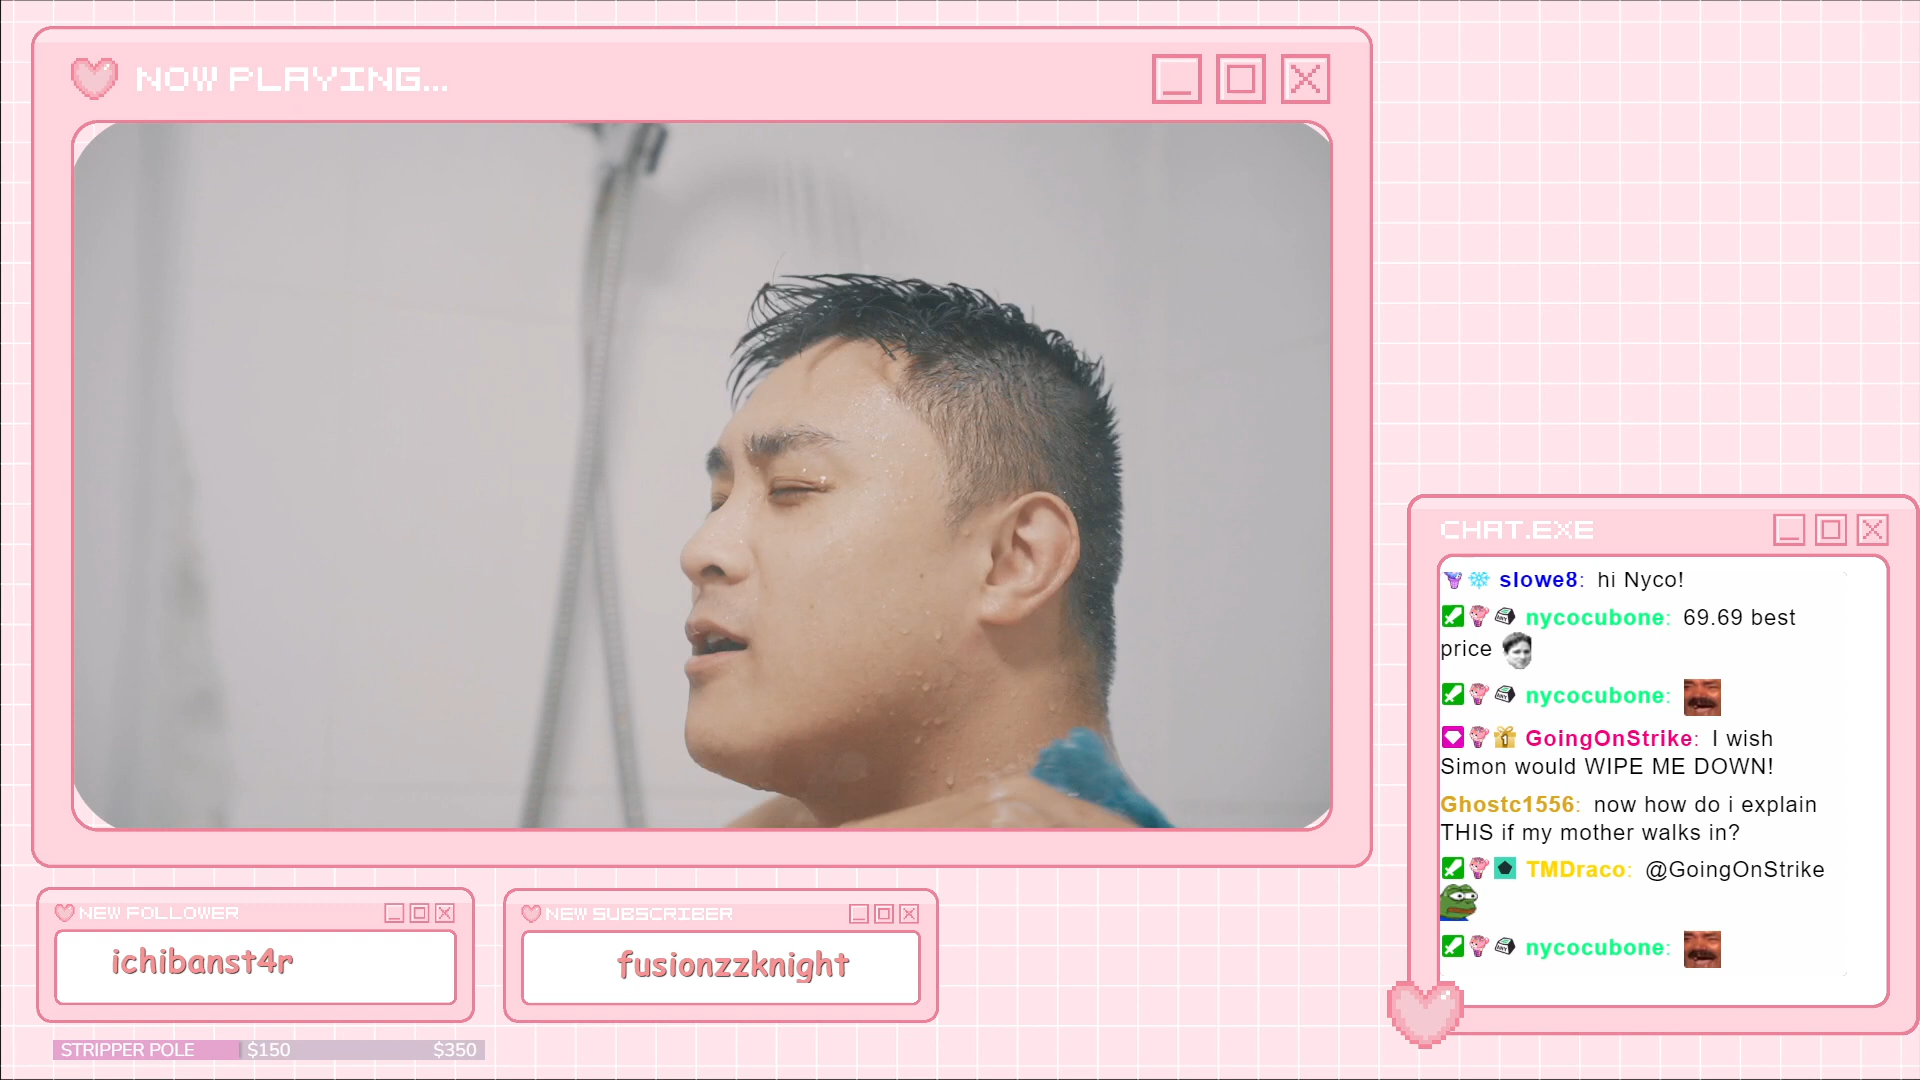 NOW PLAYING...
CHAT.EXE
slowe8: hi Nyco!
nycocubone: 69.69 best
price
nycocubone:
GoingOnStrike: I wish
Simon would WIPE ME DOWN!
Ghostc1556: now how do i explain
THIS if my mother walks in?
TMDraco: @GoingOnStrike
nycocubone:
NEW FOLLOWER
ichibanst4r
NEW SUBSCRIBER
fusionzzknight
STRIPPER POLE $150 $350